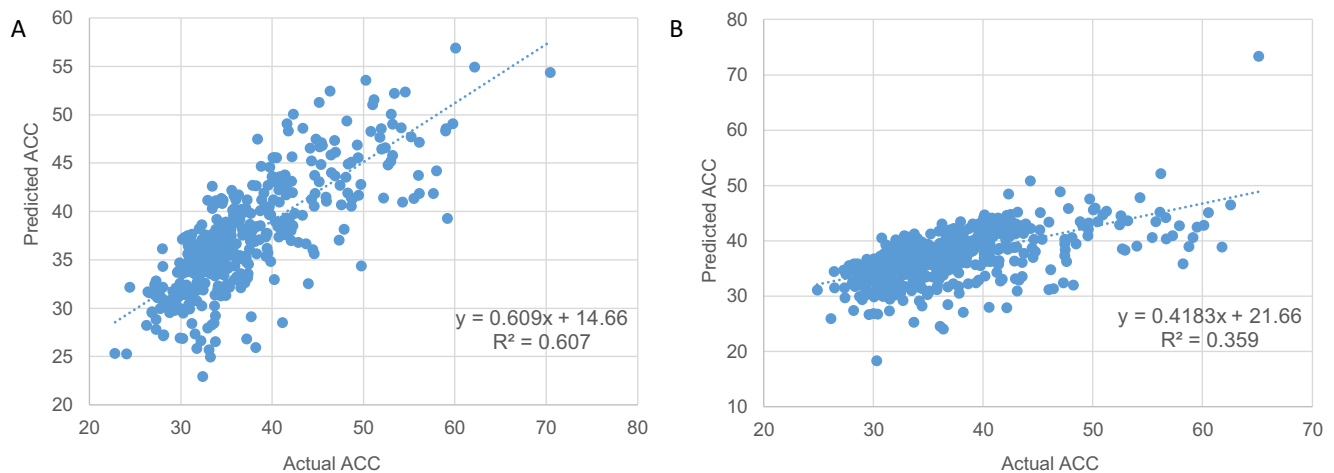 A
Predicted ACC
60
55
50
45
40
35
30
25
20
y = 0.609x + 14.66
R² = 0.607
20 30 40 50 60 70 80
Actual ACC
B
Predicted ACC
80
70
60
50
40
30
20
10
y = 0.4183x + 21.66
R² = 0.359
20 30 40 50 60 70
Actual ACC